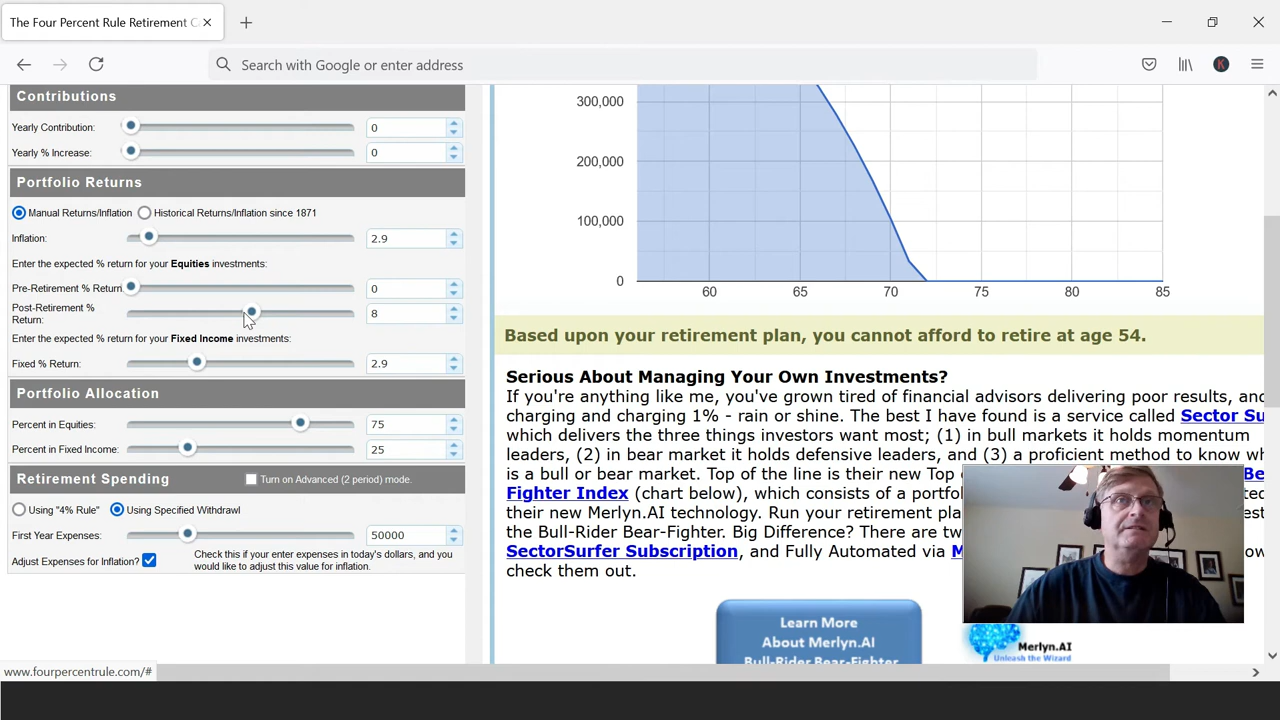 The Four Percent Rule Retirement C
Search with Google or enter address
K
Contributions
Yearly Contribution: 0
Yearly % Increase: 0
Portfolio Returns
Manual Returns/Inflation Historical Returns/Inflation since 1871
Inflation: 2.9
Enter the expected % return for your Equities investments:
Pre-Retirement % Return 0
Post-Retirement %
Return: 8
Enter the expected % return for your Fixed Income investments:
Fixed % Return: 2.9
Portfolio Allocation
Percent in Equities: 75
Percent in Fixed Income: 25
Retirement Spending Turn on Advanced (2 period) mode.
Using "4% Rule" Using Specified Withdrawl
First Year Expenses: 50000
Adjust Expenses for Inflation? Check this if your enter expenses in today's dollars, and you
would like to adjust this value for inflation.
300,000
200,000
100,000
0
60 65 70 75 80 85
Based upon your retirement plan, you cannot afford to retire at age 54.
Serious About Managing Your Own Investments?
If you're anything like me, you've grown tired of financial advisors delivering poor results, and
charging and charging 1% - rain or shine. The best I have found is a service called Sector Su
which delivers the three things investors want most; (1) in bull markets it holds momentum
leaders, (2) in bear market it holds defensive leaders, and (3) a proficient method to know wh
is a bull or bear market. Top of the line is their new Top Be
Fighter Index (chart below), which consists of a portfol
their new Merlyn.AI technology. Run your retirement pla est
the Bull-Rider Bear-Fighter. Big Difference? There are tw
SectorSurfer Subscription, and Fully Automated via M ow
check them out.
Learn More
About Merlyn.AI
Bull-Rider Bear-Fighter
Merlyn.AI
Unleash the Wizard
www.fourpercentrule.com/#